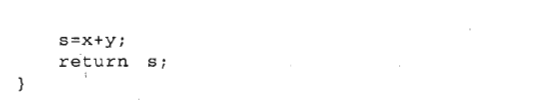 s=x+y;
return s;
}